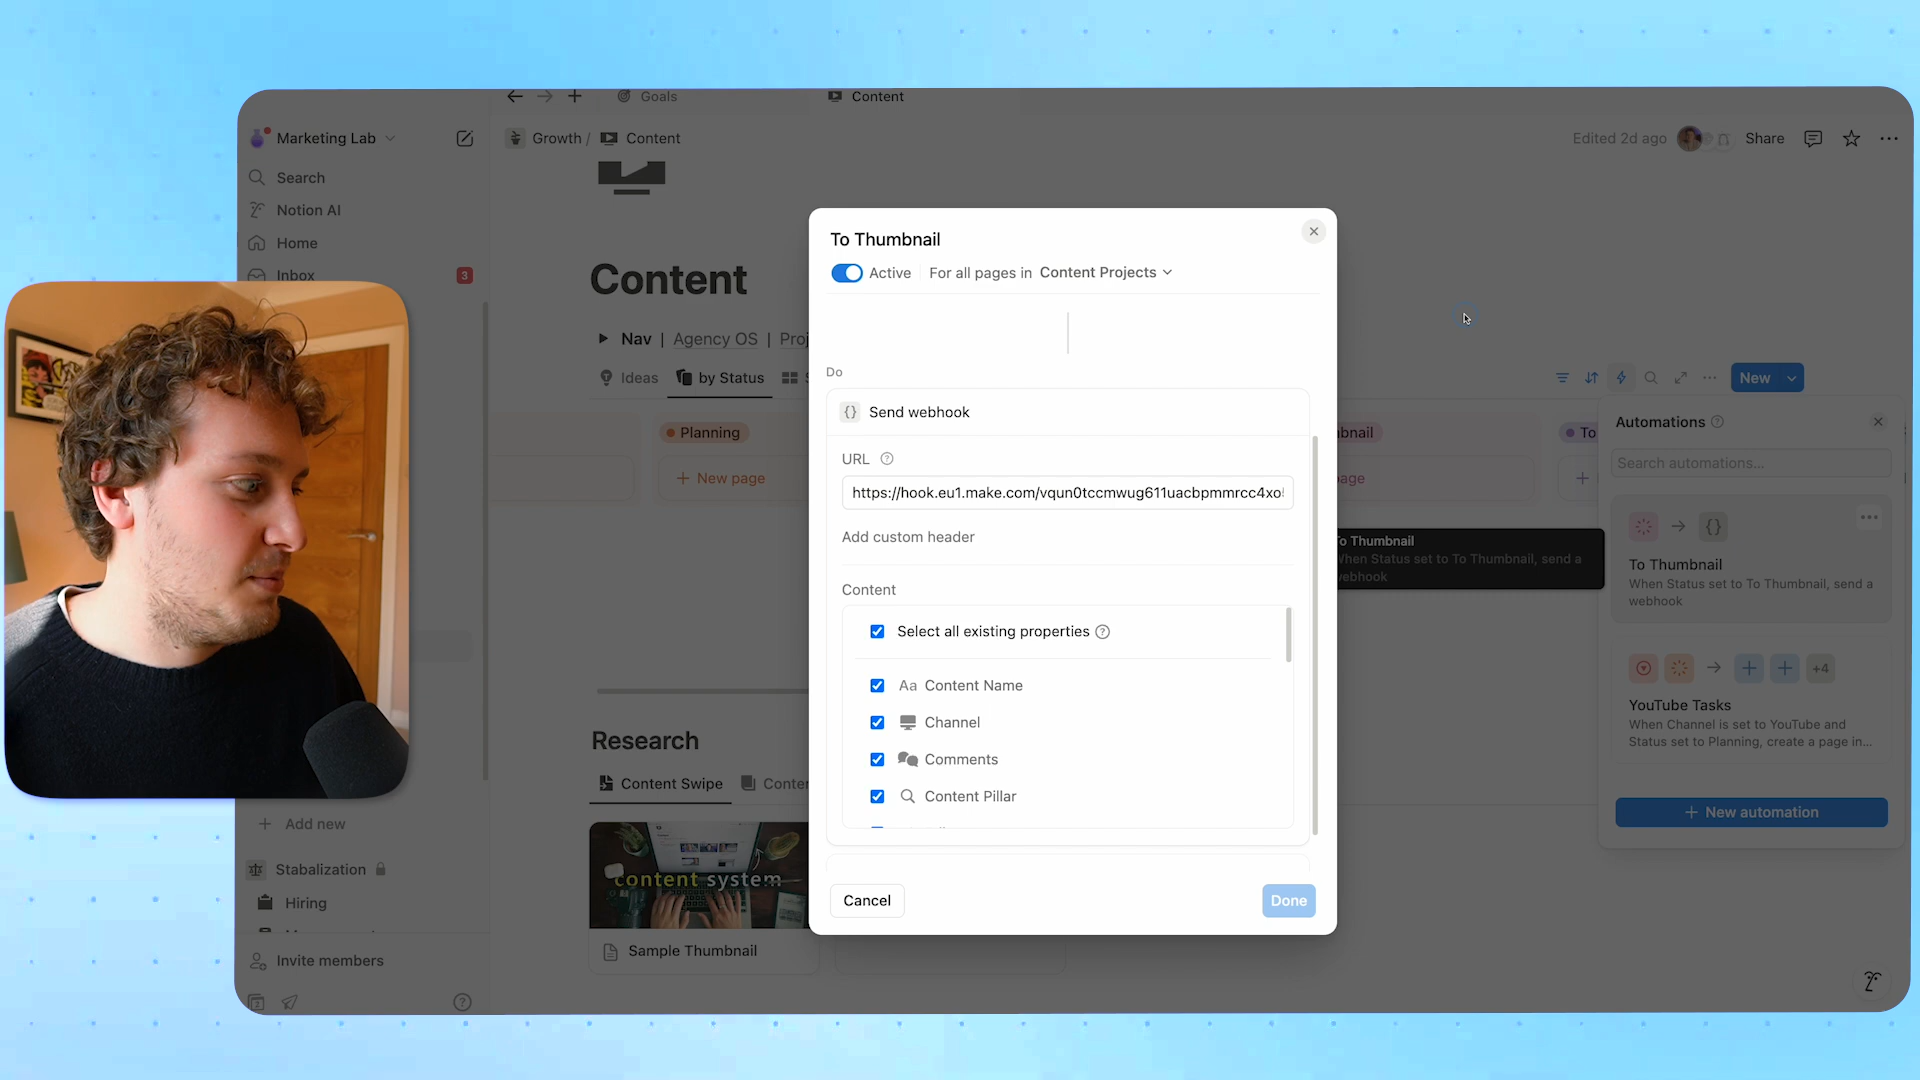 Goals
Content
Marketing Lab
Growth / Content
Edited 2d ago
Share
Search
Notion AI
Home
Inbox
3
Content
Nav | Agency OS |
Ideas
by Status
New
Planning
New page
Research
Content Swipe
Sample Thumbnail
content system
Add new
Stabalization
Hiring
Invite members
To Thumbnail
Active
For all pages in Content Projects
Do
{} Send webhook
URL
https://hook.eu1.make.com/vqun0tccmwug611uacbpmmrcc4xo
Add custom header
Content
Select all existing properties
Aa Content Name
Channel
Comments
Content Pillar
Cancel
Done
To Thumbnail
When Status set to To Thumbnail, send a
webhook
Automations
Search automations...
{}
To Thumbnail
When Status set to To Thumbnail, send a
webhook
+4
YouTube Tasks
When Channel is set to YouTube and
Status set to Planning, create a page in...
New automation